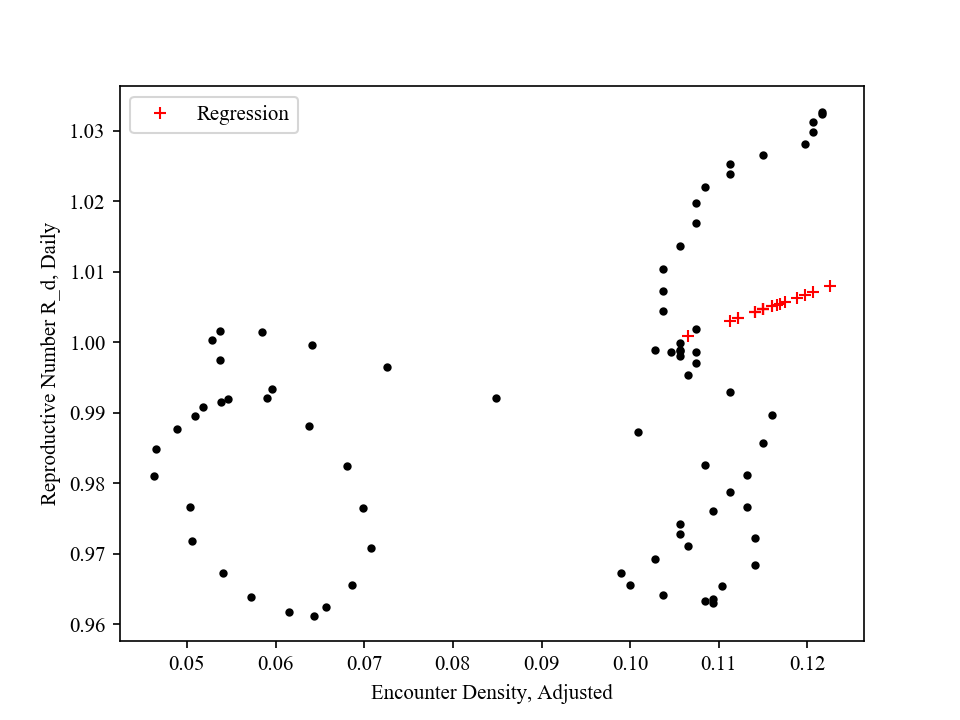 Regression
1.03
1.02
1.01
1.00
0.99
0.98
0.97
0.96
Reproductive Number R_d, Daily
0.05 0.06 0.07 0.08 0.09 0.10 0.11 0.12
Encounter Density, Adjusted